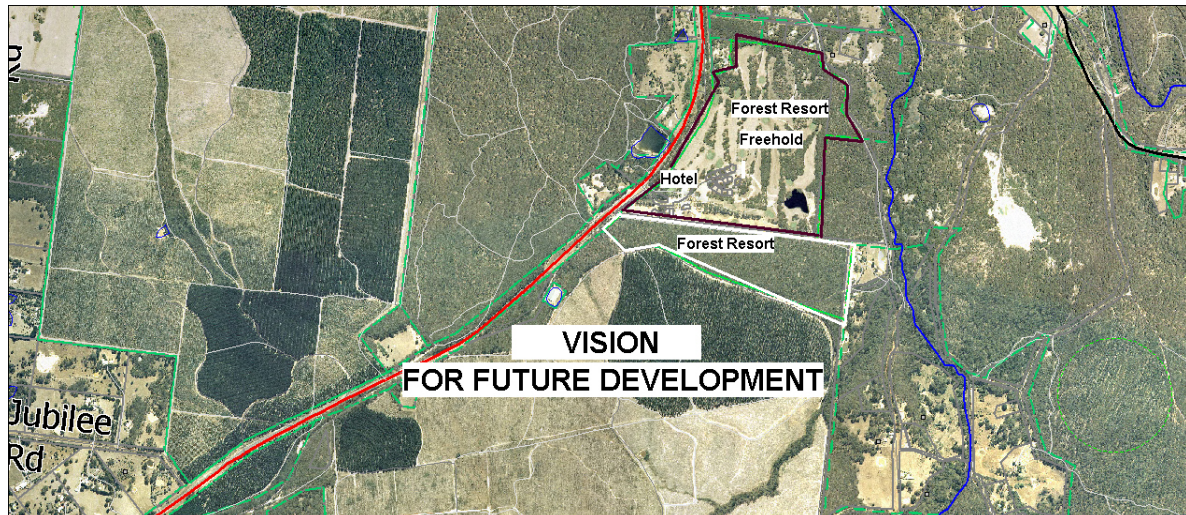 Forest Resort
Freehold
Hotel
Forest Resort
VISION
FOR FUTURE DEVELOPMENT
Jubilee
Rd